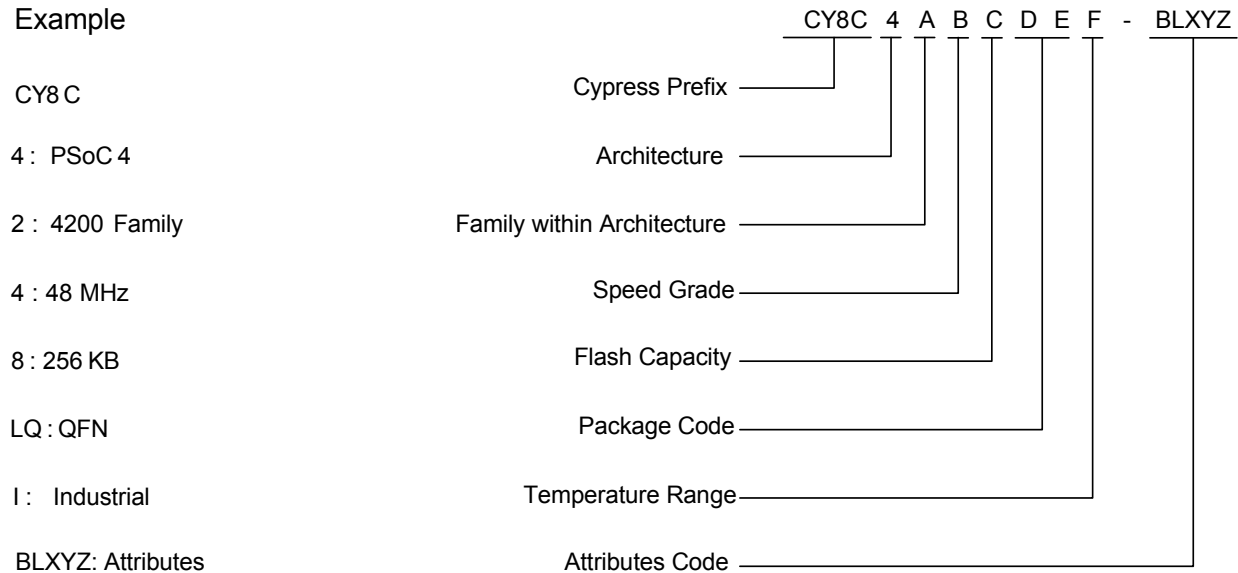 Example CY8C 4 A B C D E F - BLXYZ
CY8 C Cypress Prefix
4 : PSoC 4 Architecture
2 : 4200 Family Family within Architecture
4 : 48 MHz Speed Grade
8 : 256 KB Flash Capacity
LQ : QFN Package Code
I : Industrial Temperature Range
BLXYZ: Attributes Attributes Code